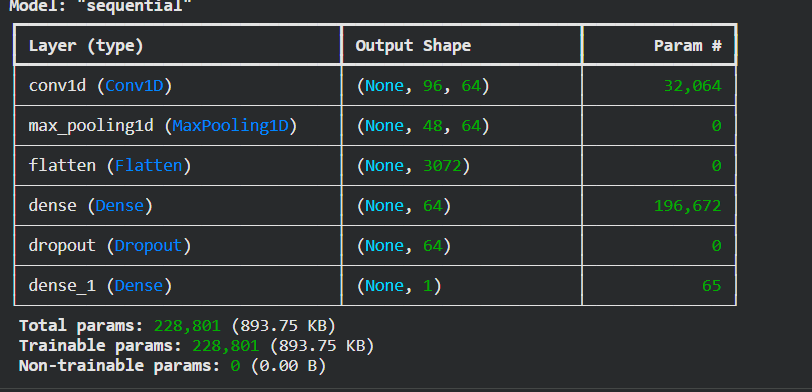 Model: "sequential"
Layer (type) Output Shape Param #
conv1d (Conv1D) (None, 96, 64) 32,064
max_pooling1d (MaxPooling1D) (None, 48, 64) 0
flatten (Flatten) (None, 3072) 0
dense (Dense) (None, 64) 196,672
dropout (Dropout) (None, 64) 0
dense_1 (Dense) (None, 1) 65
Total params: 228,801 (893.75 KB)
Trainable params: 228,801 (893.75 KB)
Non-trainable params: 0 (0.00 B)